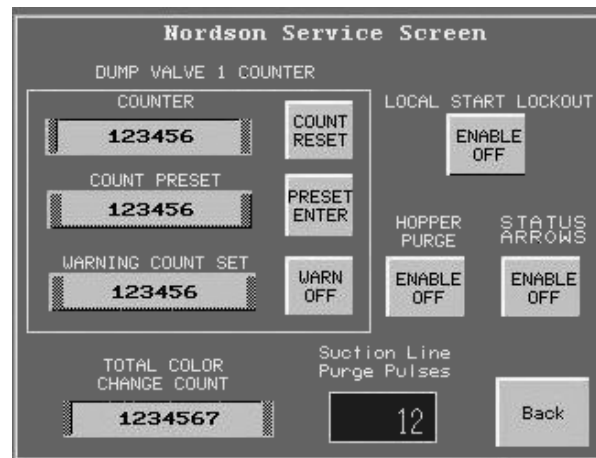 Nordson Service Screen
DUMP VALVE 1 COUNTER
COUNTER
123456
COUNT
RESET
COUNT PRESET
123456
PRESET
ENTER
WARNING COUNT SET
123456
WARN
OFF
LOCAL START LOCKOUT
ENABLE
OFF
HOPPER
PURGE
ENABLE
OFF
STATUS
ARROWS
ENABLE
OFF
TOTAL COLOR
CHANGE COUNT
1234567
Suction Line
Purge Pulses
12
Back